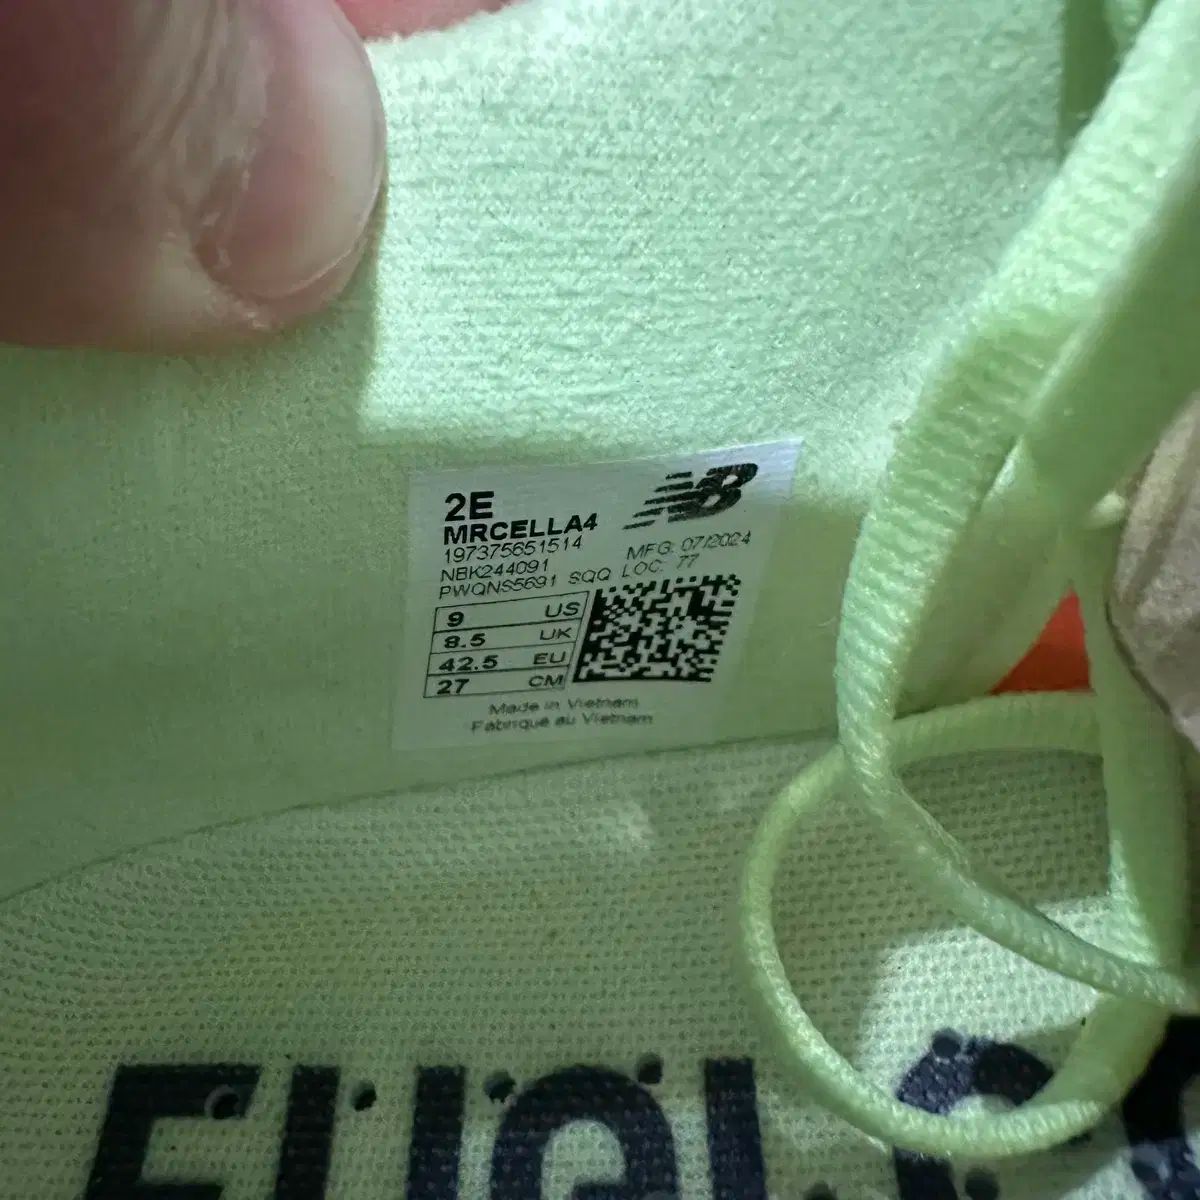 2E
NB
MRCELLA4
197375651514
MFG: 07/2024
NBK244091
PWQNS5691 SQQ LOC: 77
9 US
8.5 UK
42.5 EU
27 CM
Made in Vietnam
Fabriqué au Vietnam